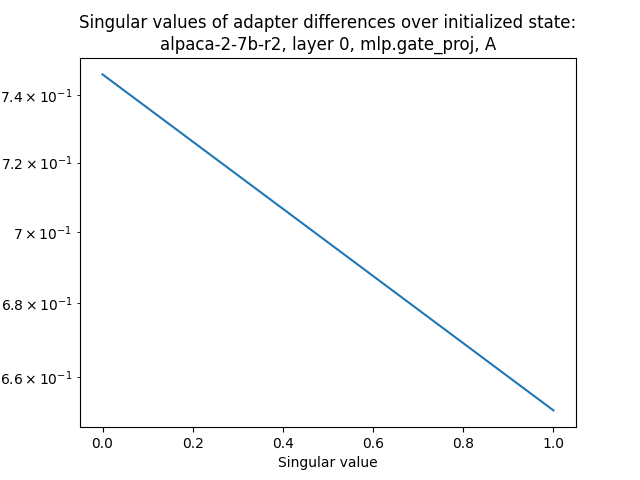 Singular values of adapter differences over initialized state:
alpaca-2-7b-r2, layer 0, mlp.gate_proj, A
7.4 × 10⁻¹
7.2 × 10⁻¹
7 × 10⁻¹
6.8 × 10⁻¹
6.6 × 10⁻¹
0.0 0.2 0.4 0.6 0.8 1.0
Singular value